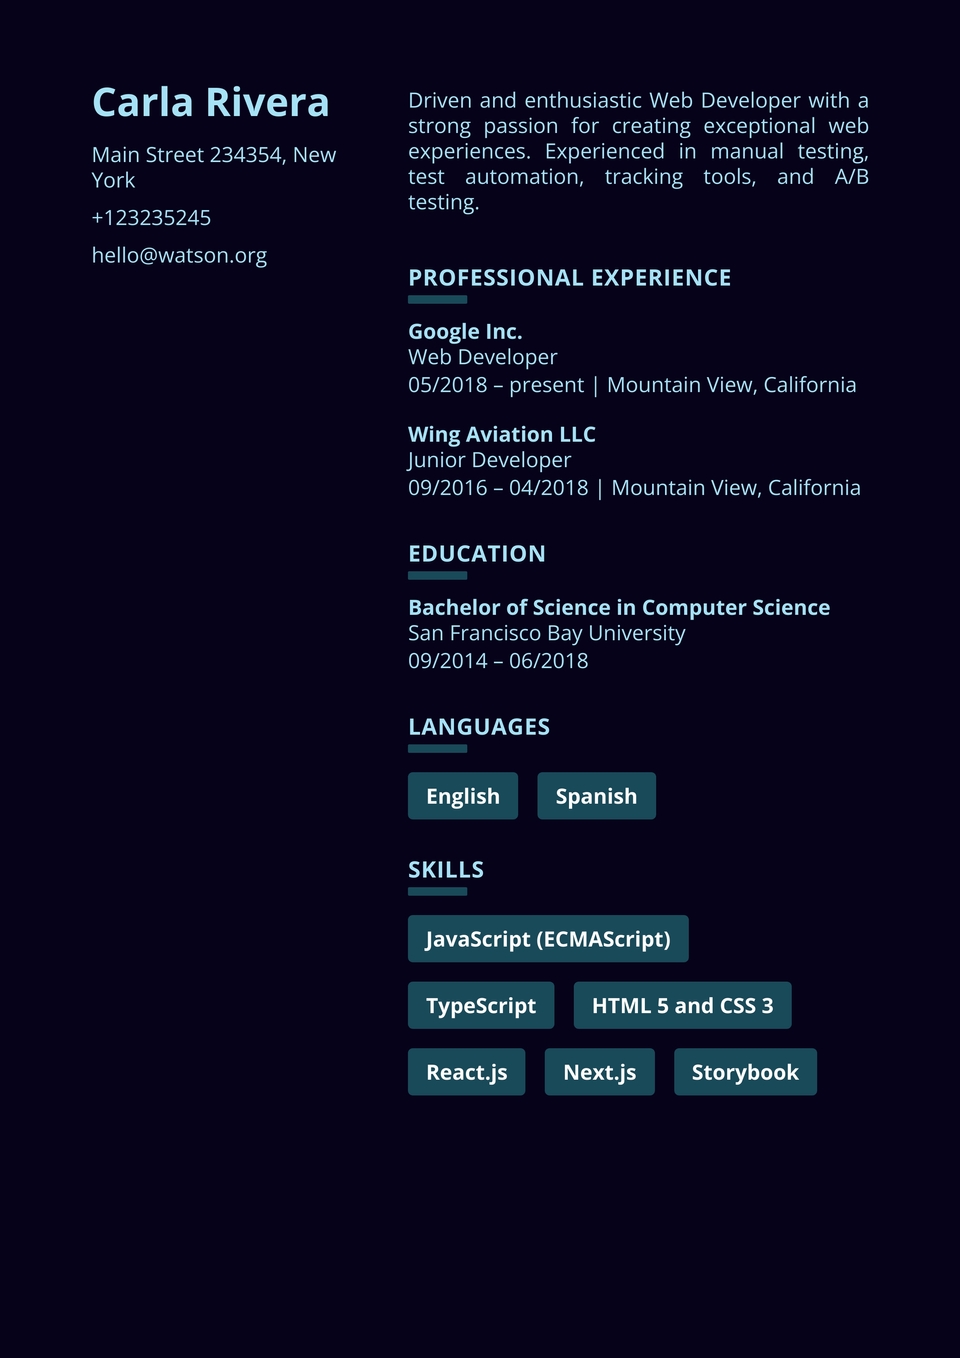 Carla Rivera
Main Street 234354, New
York
+123235245
hello@watson.org
Driven and enthusiastic Web Developer with a
strong passion for creating exceptional web
experiences. Experienced in manual testing,
test automation, tracking tools, and A/B
testing.
PROFESSIONAL EXPERIENCE
Google Inc.
Web Developer
05/2018 – present | Mountain View, California
Wing Aviation LLC
Junior Developer
09/2016 – 04/2018 | Mountain View, California
EDUCATION
Bachelor of Science in Computer Science
San Francisco Bay University
09/2014 – 06/2018
LANGUAGES
English Spanish
SKILLS
JavaScript (ECMAScript)
TypeScript HTML 5 and CSS 3
React.js Next.js Storybook